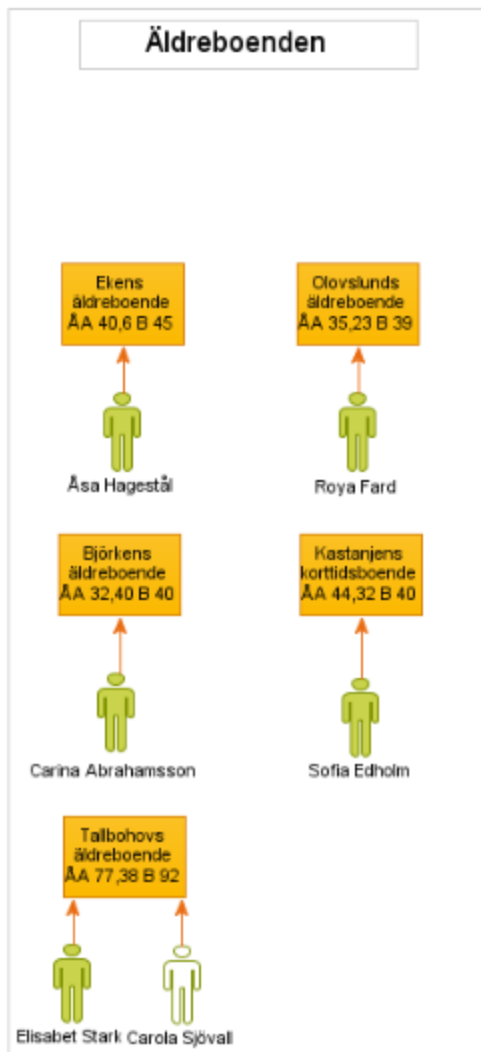 Äldreboenden
Ekens
äldreboende
ÅA 40,6 B 45
Åsa Hagestål
Olovslunds
äldreboende
ÅA 35,23 B 39
Roya Fard
Björkens
äldreboende
ÅA 32,40 B 40
Carina Abrahamsson
Kastanjens
korttidsboende
ÅA 44,32 B 40
Sofia Edholm
Tallbohovs
äldreboende
ÅA 77,38 B 92
Elisabet Stark
Carola Sjövall